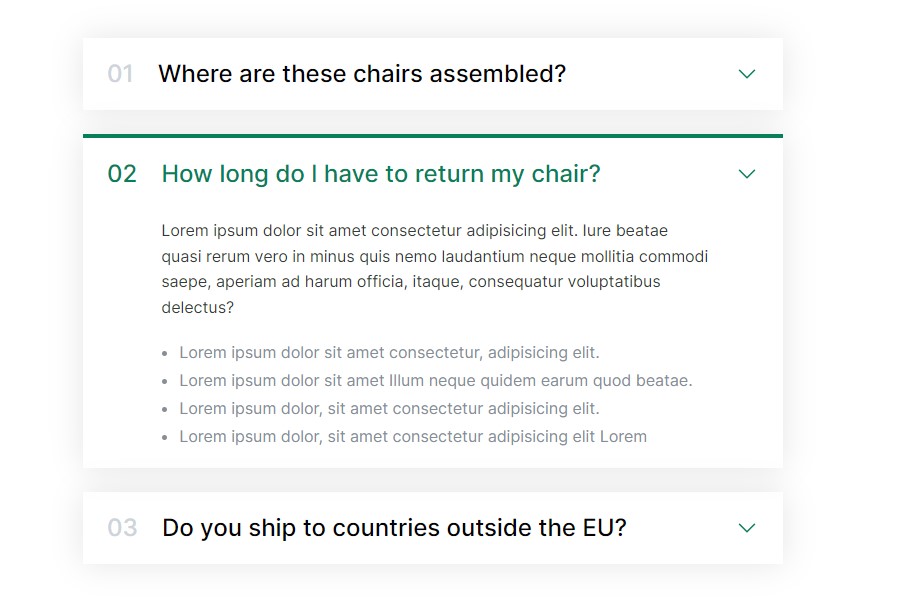 01 Where are these chairs assembled?
02 How long do I have to return my chair?
Lorem ipsum dolor sit amet consectetur adipisicing elit. Iure beatae
quasi rerum vero in minus quis nemo laudantium neque mollitia commodi
saepe, aperiam ad harum officia, itaque, consequatur voluptatibus
delectus?
• Lorem ipsum dolor sit amet consectetur, adipisicing elit.
• Lorem ipsum dolor sit amet Illum neque quidem earum quod beatae.
• Lorem ipsum dolor, sit amet consectetur adipisicing elit.
• Lorem ipsum dolor, sit amet consectetur adipisicing elit Lorem
03 Do you ship to countries outside the EU?